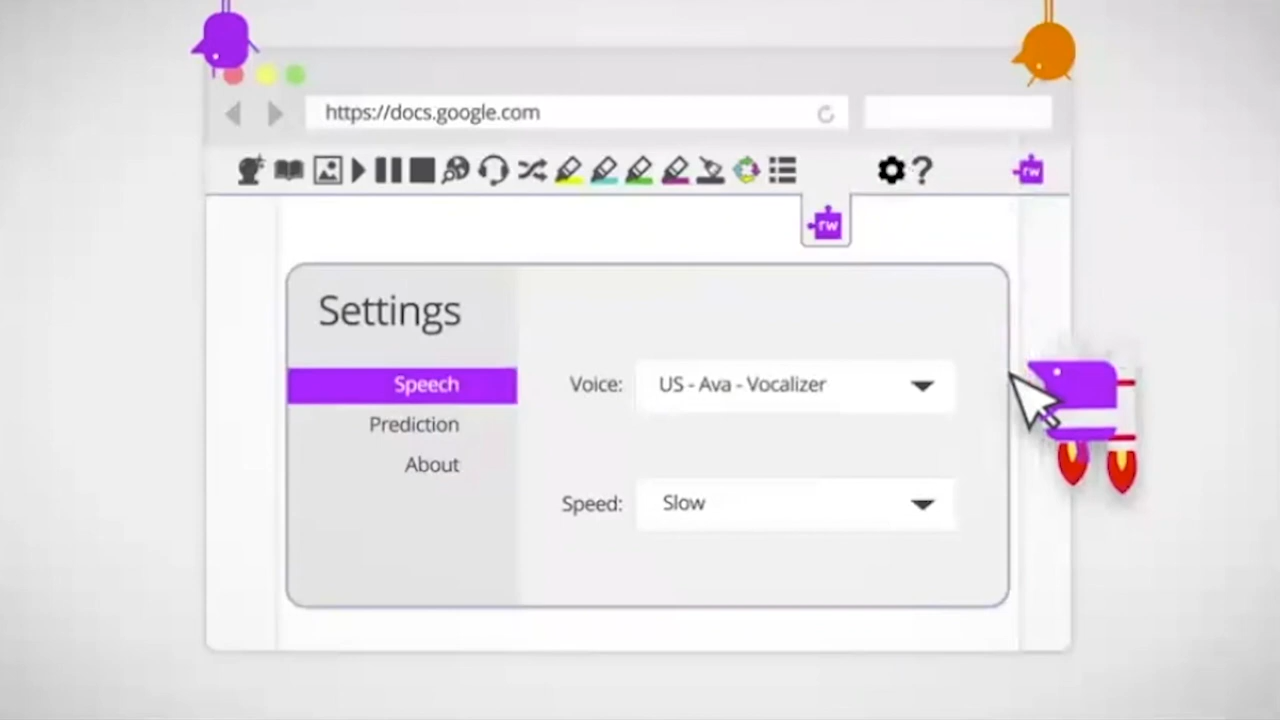 https://docs.google.com
?
rw
rw
Settings
Speech
Prediction
About
Voice: US - Ava - Vocalizer
Speed: Slow